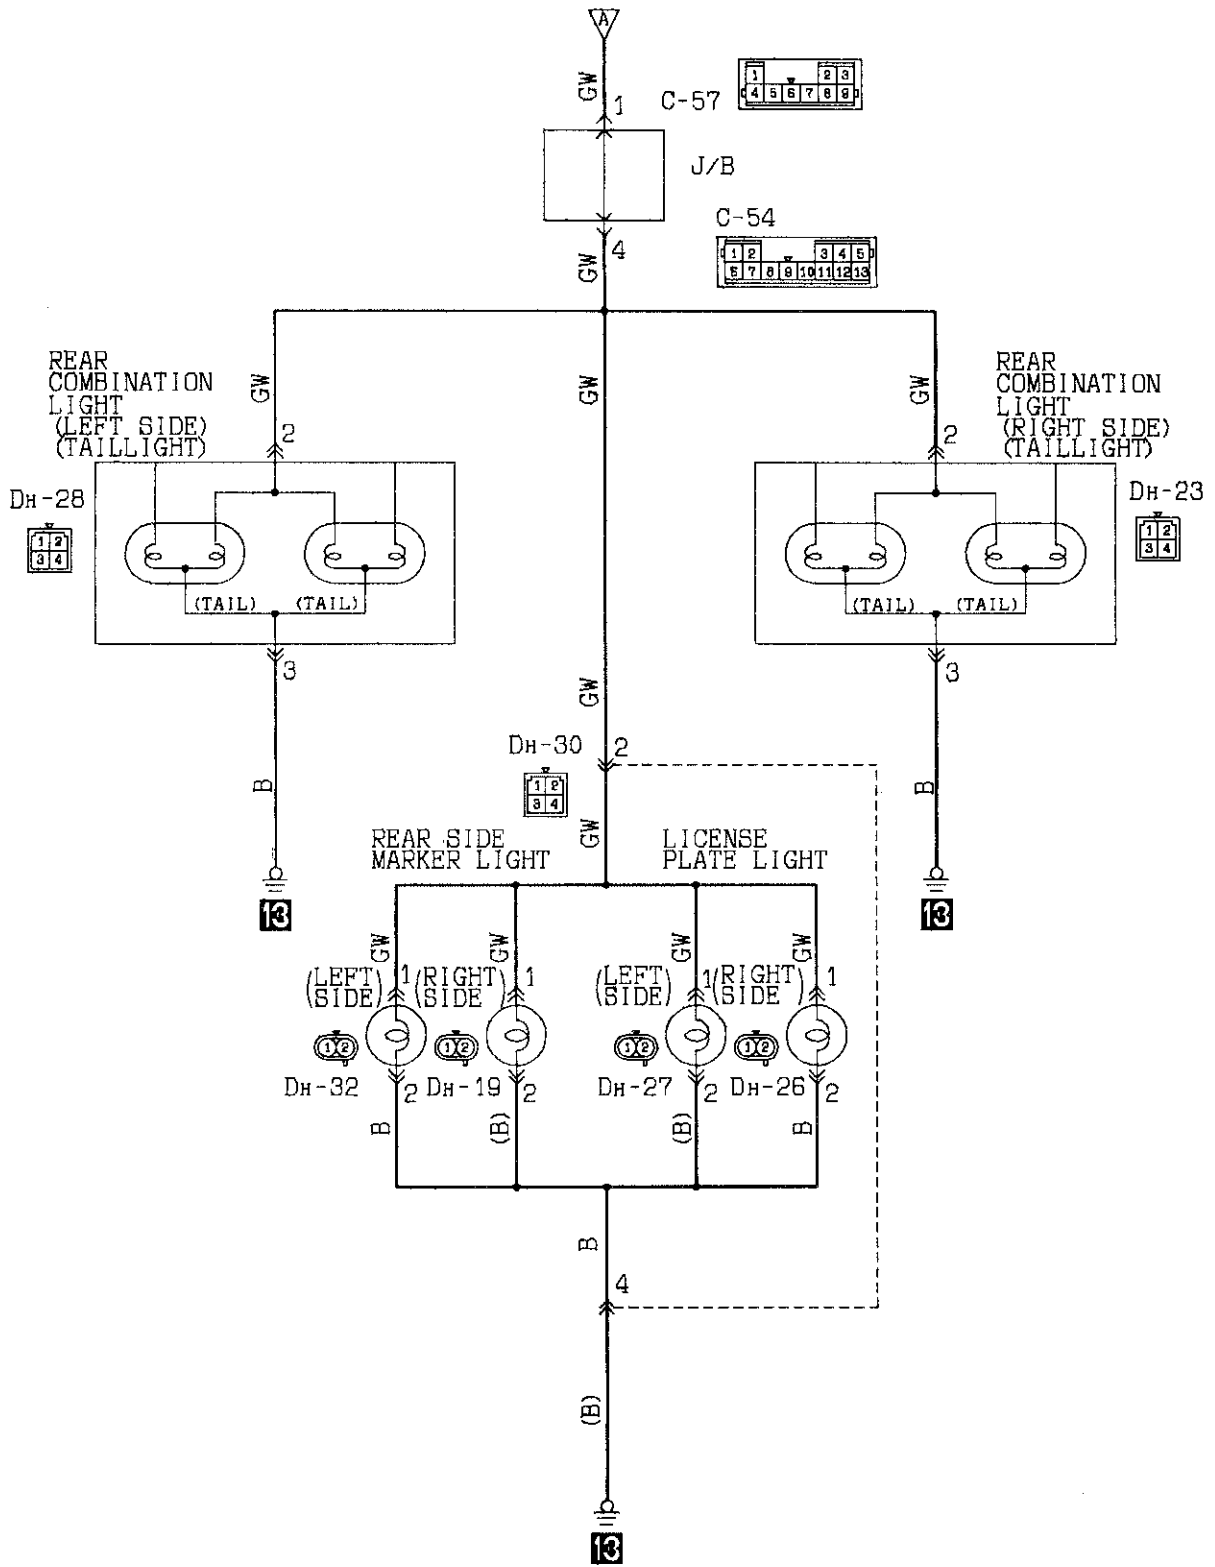 A
GW
1
C-57
1 2 3
4 5 6 7 8 9
J/B
C-54
4
1 2 3 4 5
6 7 8 9 10 11 12 13
GW
REAR
COMBINATION
LIGHT
(LEFT SIDE)
(TAILLIGHT)
GW
2
GW
GW
2
REAR
COMBINATION
LIGHT
(RIGHT SIDE)
(TAILLIGHT)
DH-28
1 2
3 4
DH-23
1 2
3 4
(TAIL) (TAIL)
(TAIL) (TAIL)
3
3
GW
DH-30
2
1 2
3 4
B
B
GW
REAR SIDE
MARKER LIGHT
LICENSE
PLATE LIGHT
13
13
GW
GW
GW
GW
(LEFT
SIDE)
1
(RIGHT
SIDE)
1
(LEFT
SIDE)
1
(RIGHT
SIDE)
1
1 2
1 2
1 2
1 2
DH-32
2
DH-19
2
DH-27
2
DH-26
2
B
(B)
(B)
B
B
4
(B)
13